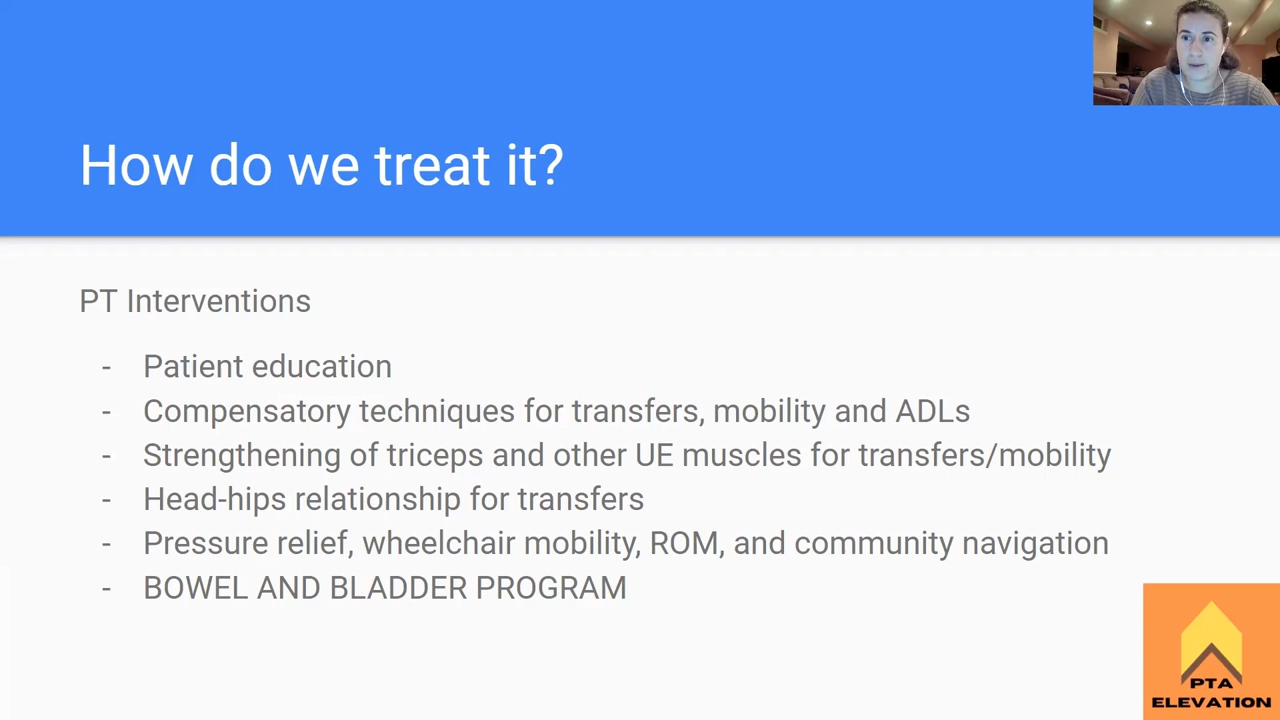 How do we treat it?
PT Interventions
- Patient education
- Compensatory techniques for transfers, mobility and ADLs
- Strengthening of triceps and other UE muscles for transfers/mobility
- Head-hips relationship for transfers
- Pressure relief, wheelchair mobility, ROM, and community navigation
- BOWEL AND BLADDER PROGRAM
PTA
ELEVATION